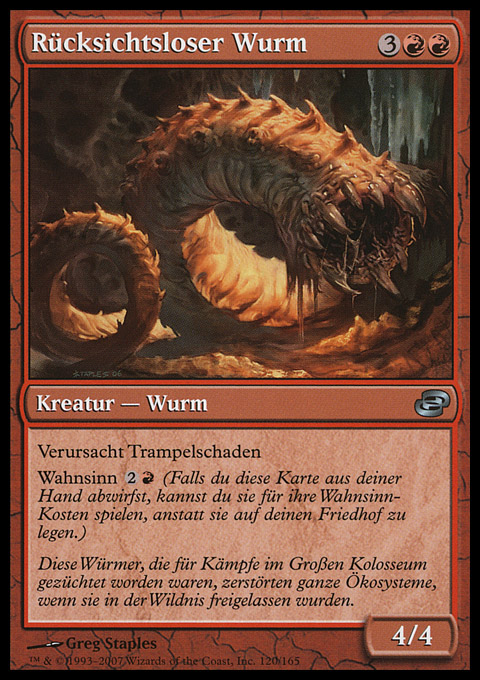 Rücksichtsloser Wurm 3
STAPLES 06
Kreatur — Wurm
Verursacht Trampelschaden
Wahnsinn 2 (Falls du diese Karte aus deiner
Hand abwirfst, kannst du sie für ihre Wahnsinn-
Kosten spielen, anstatt sie auf deinen Friedhof zu
legen.)
Diese Würmer, die für Kämpfe im Großen Kolosseum
gezüchtet worden waren, zerstörten ganze Ökosysteme,
wenn sie in der Wildnis freigelassen wurden.
Greg Staples
4/4
™ & © 1993–2007 Wizards of the Coast, Inc. 120/165